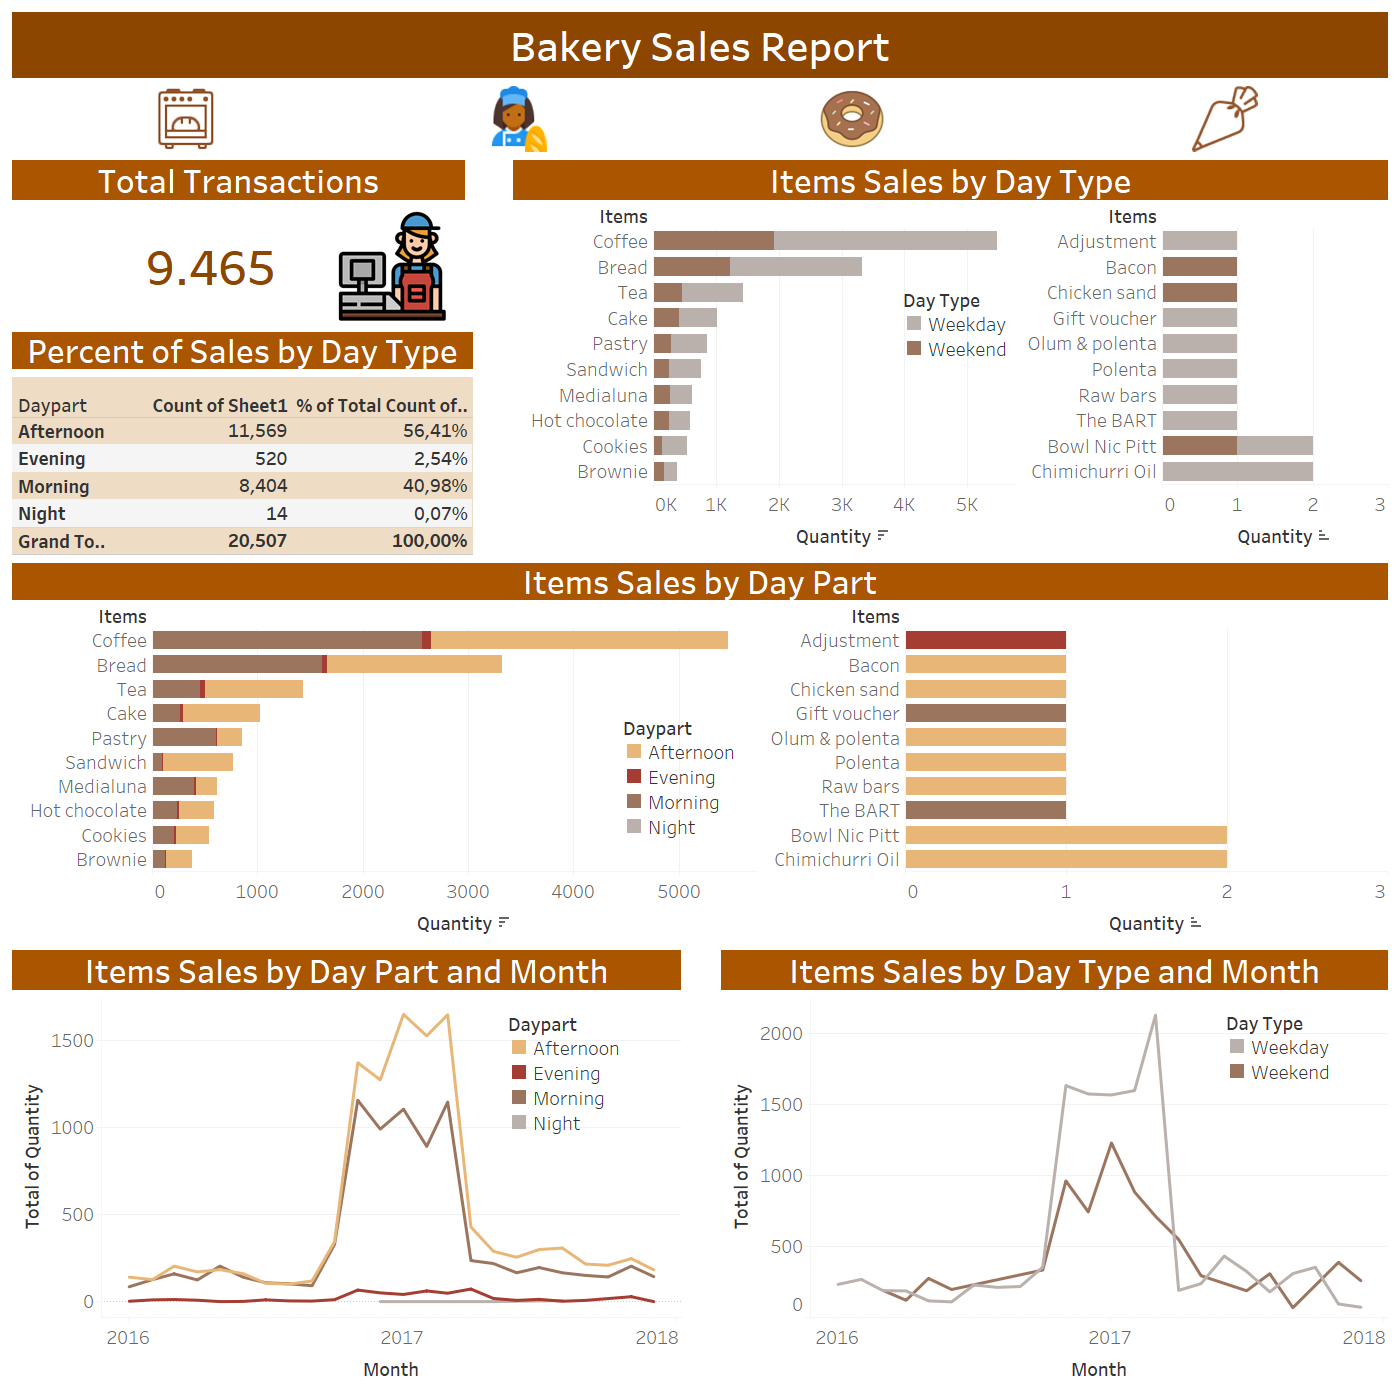 Bakery Sales Report
Total Transactions
9.465
Percent of Sales by Day Type
Daypart Count of Sheet1 % of Total Count of..
Afternoon 11,569 56,41%
Evening 520 2,54%
Morning 8,404 40,98%
Night 14 0,07%
Grand To.. 20,507 100,00%
Items Sales by Day Type
Items
Coffee
Bread
Tea
Cake
Pastry
Sandwich
Medialuna
Hot chocolate
Cookies
Brownie
0K 1K 2K 3K 4K 5K
Quantity
Day Type
Weekday
Weekend
Items
Adjustment
Bacon
Chicken sand
Gift voucher
Olum & polenta
Polenta
Raw bars
The BART
Bowl Nic Pitt
Chimichurri Oil
0 1 2 3
Quantity
Items Sales by Day Part
Items
Coffee
Bread
Tea
Cake
Pastry
Sandwich
Medialuna
Hot chocolate
Cookies
Brownie
0 1000 2000 3000 4000 5000
Quantity
Daypart
Afternoon
Evening
Morning
Night
Items
Adjustment
Bacon
Chicken sand
Gift voucher
Olum & polenta
Polenta
Raw bars
The BART
Bowl Nic Pitt
Chimichurri Oil
0 1 2 3
Quantity
Items Sales by Day Part and Month
Total of Quantity
1500
1000
500
0
2016 2017 2018
Month
Daypart
Afternoon
Evening
Morning
Night
Items Sales by Day Type and Month
Total of Quantity
2000
1500
1000
500
0
2016 2017 2018
Month
Day Type
Weekday
Weekend